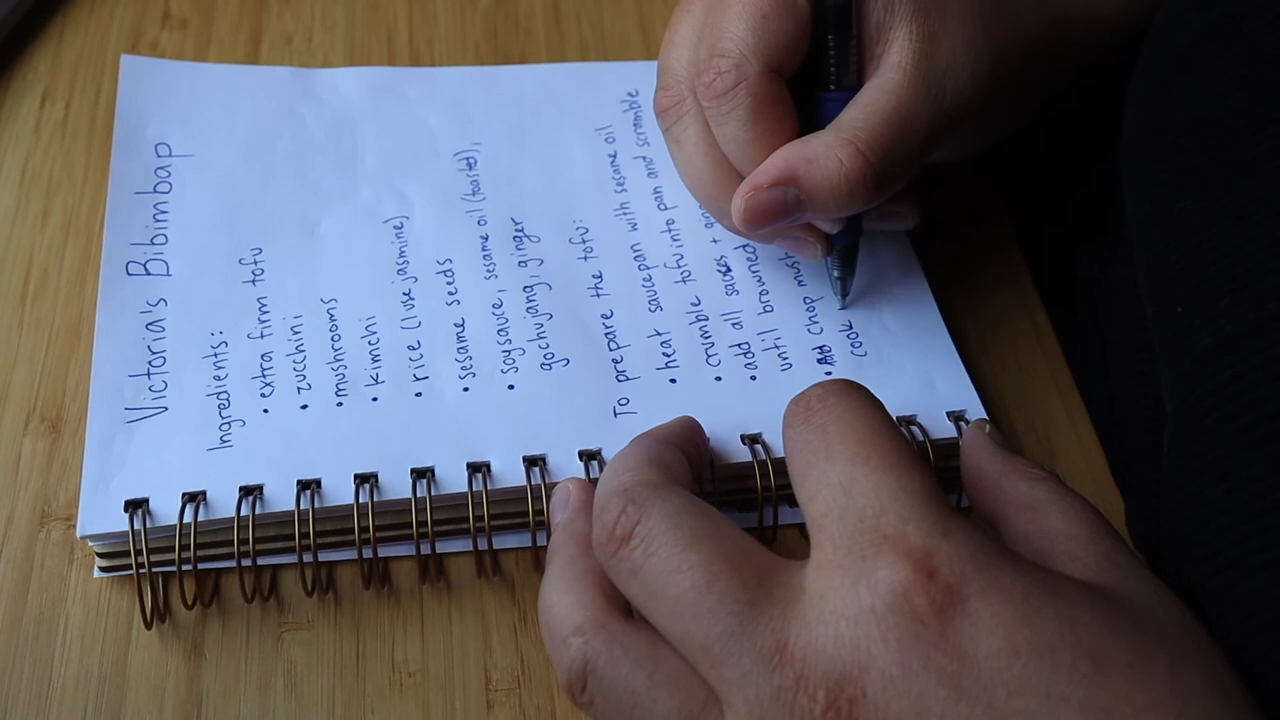 Victoria's Bibimbap
Ingredients:
• extra firm tofu
• zucchini
• mushrooms
• kimchi
• rice (I use jasmine)
• sesame seeds
• soysauce, sesame oil (toasted),
gochujang, ginger
To prepare the tofu:
• heat saucepan with sesame oil
• crumble tofu into pan and scramble
• add all sauces +
until browned
• chop
cook